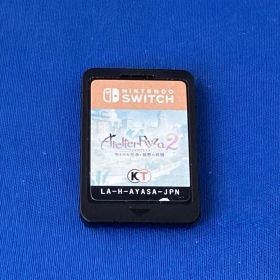 NINTENDO
SWITCH
Atelier Ryza 2
KT
LA-H-AYASA-JPN